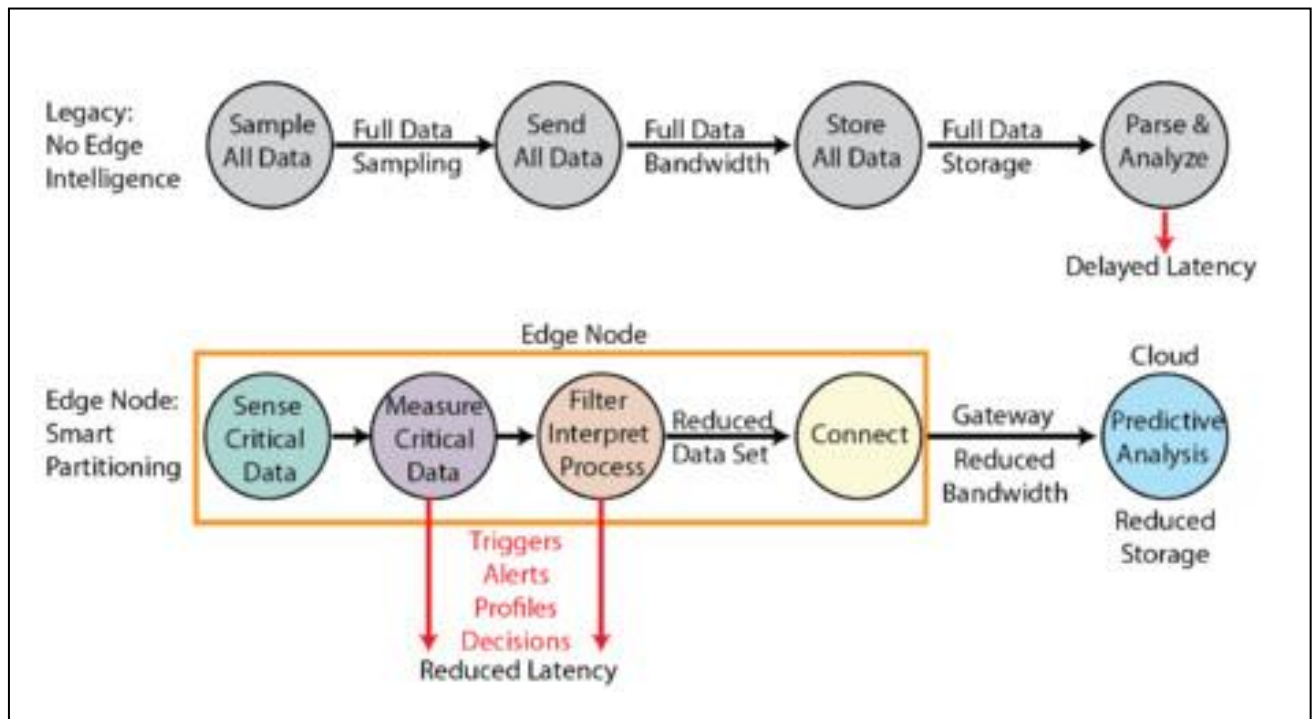 Legacy:
No Edge
Intelligence
Sample
All Data
Full Data
Sampling
Send
All Data
Full Data
Bandwidth
Store
All Data
Full Data
Storage
Parse &
Analyze
Delayed Latency
Edge Node
Edge Node:
Smart
Partitioning
Sense
Critical
Data
Measure
Critical
Data
Filter
Interpret
Process
Reduced
Data Set
Connect
Gateway
Reduced
Bandwidth
Cloud
Predictive
Analysis
Reduced
Storage
Triggers
Alerts
Profiles
Decisions
Reduced Latency